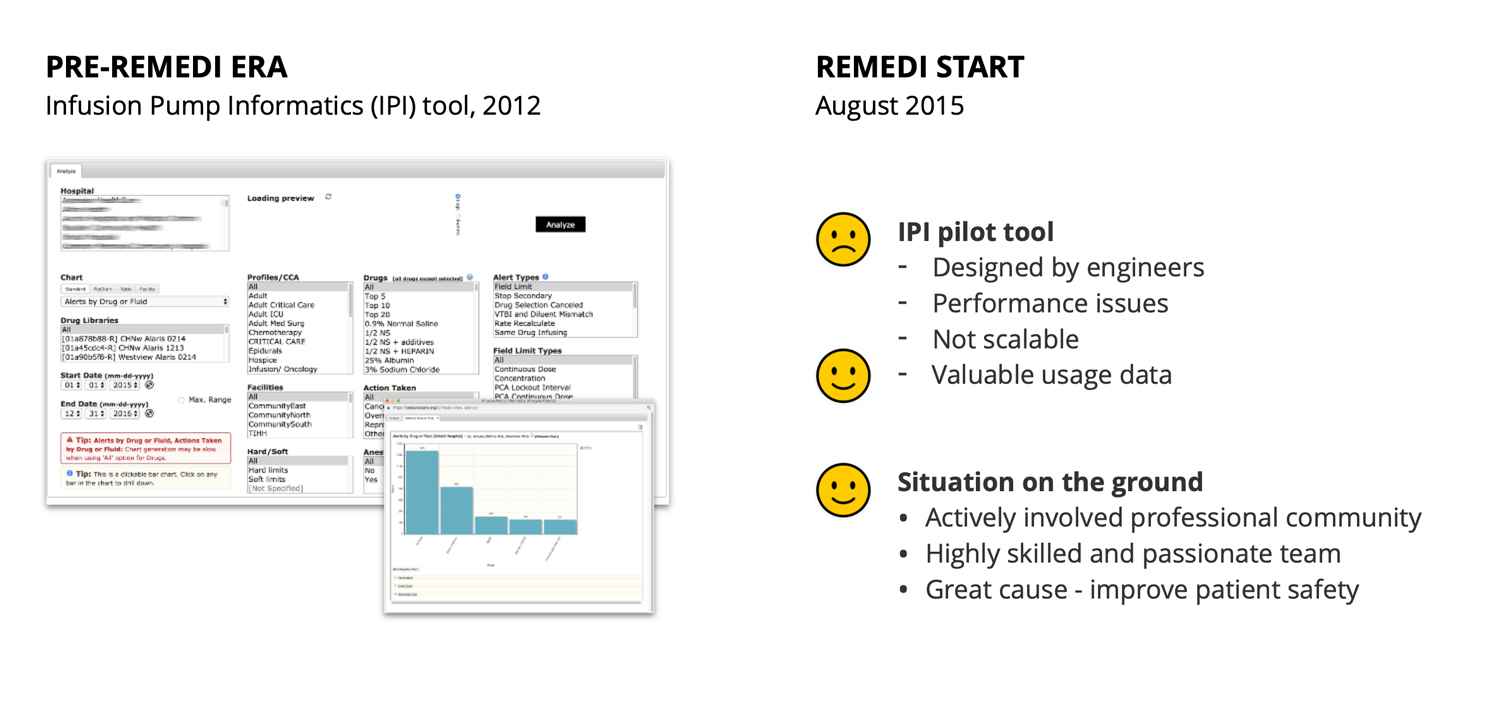 PRE-REMEDI ERA
Infusion Pump Informatics (IPI) tool, 2012
Analyze
Hospital
Loading preview
Analyze
Chart
Standard
Ratio
Facility
Alerts by Drug or Fluid
Drug Libraries
All
[01a878b88-R] CHNw Alaris 0214
[01a45cdc4-R] CHNw Alaris 1213
[01a90b5f8-R] Westview Alaris 0214
Start Date (mm-dd-yyyy)
01 01 2015
End Date (mm-dd-yyyy)
12 31 2016
Max. Range
Tip: Alerts by Drug or Fluid, Actions Taken
by Drug or Fluid: Chart generation may be slow
when using 'All' option for Drugs.
Tip: This is a clickable bar chart. Click on any
bar in the chart to drill down.
Profiles/CCA
All
Adult
Adult Critical Care
Adult ICU
Adult Med Surg
Chemotherapy
CRITICAL CARE
Epidurals
Hospice
Infusion/ Oncology
Facilities
All
CommunityEast
CommunityNorth
CommunitySouth
TIHH
Hard/Soft
All
Hard limits
Soft limits
[Not Specified]
Drugs [all drugs except selected]
All
Top 5
Top 10
Top 20
0.9% Normal Saline
1/2 NS
1/2 NS + additives
1/2 NS + HEPARIN
25% Albumin
3% Sodium Chloride
Action Taken
All
Canc
Over
Repr
Othe
Anes
All
No
Yes
Alert Types
Field Limit
Stop Secondary
Drug Selection Canceled
VTBI and Diluent Mismatch
Rate Recalculate
Same Drug Infusing
Field Limit Types
All
Continuous Dose
Concentration
PCA Lockout Interval
PCA Continuous Dose
REMEDI START
August 2015
IPI pilot tool
- Designed by engineers
- Performance issues
- Not scalable
- Valuable usage data
Situation on the ground
• Actively involved professional community
• Highly skilled and passionate team
• Great cause - improve patient safety